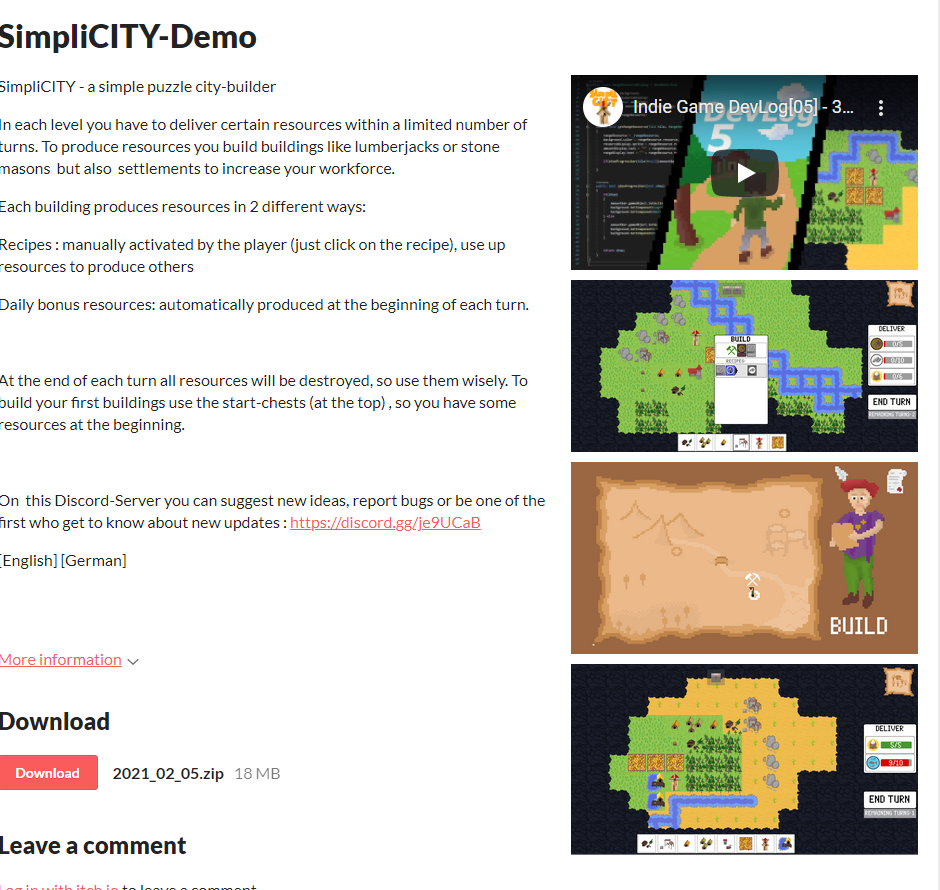 SimpliCITY-Demo
SimpliCITY - a simple puzzle city-builder
In each level you have to deliver certain resources within a limited number of
turns. To produce resources you build buildings like lumberjacks or stone
masons but also settlements to increase your workforce.
Each building produces resources in 2 different ways:
Recipes : manually activated by the player (just click on the recipe), use up
resources to produce others
Daily bonus resources: automatically produced at the beginning of each turn.
At the end of each turn all resources will be destroyed, so use them wisely. To
build your first buildings use the start-chests (at the top) , so you have some
resources at the beginning.
On this Discord-Server you can suggest new ideas, report bugs or be one of the
first who get to know about new updates : https://discord.gg/je9UCaB
[English] [German]
More information
Download
Download 2021_02_05.zip 18 MB
Leave a comment
Log in with itch.io to leave a comment.
Indie Game DevLog[05] - 3...
DevLog
5
BUILD
RECIPES
DELIVER
0/5
0/10
0/6
END TURN
REMAINING TURNS: 2
BUILD
DELIVER
5/5
9/10
END TURN
REMAINING TURNS: 1